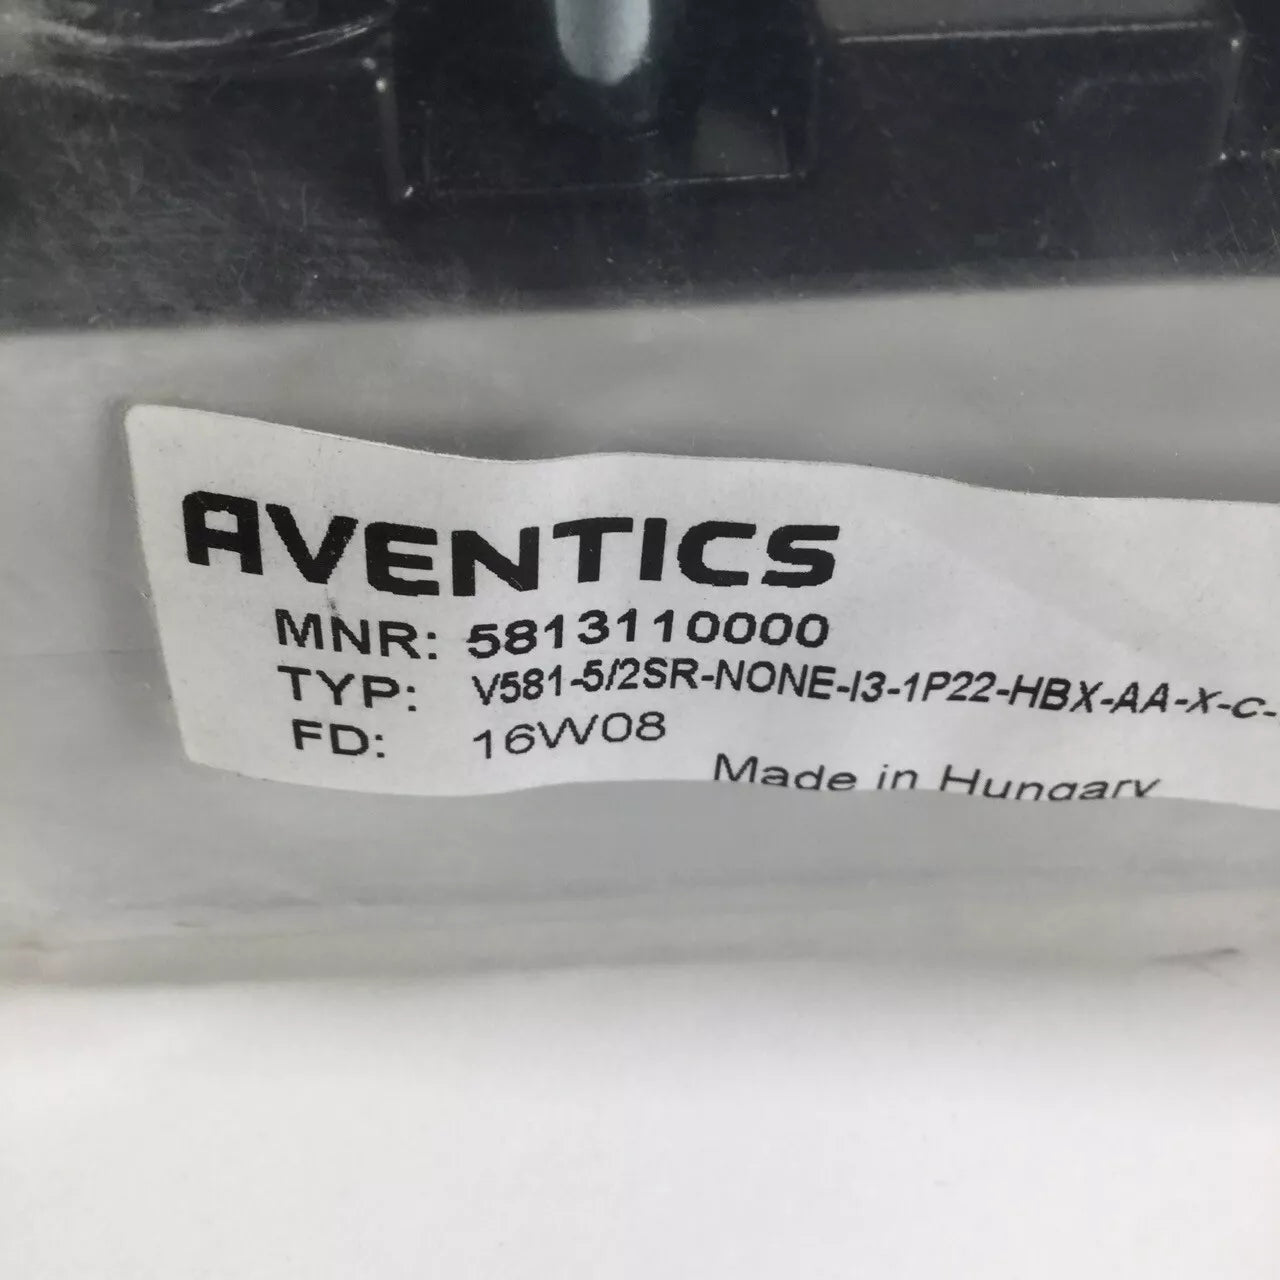 AVENTICS
MNR: 5813110000
TYP: V581-5/2SR-NONE-I3-1P22-HBX-AA-X-C-
FD: 16W08
Made in Hungary